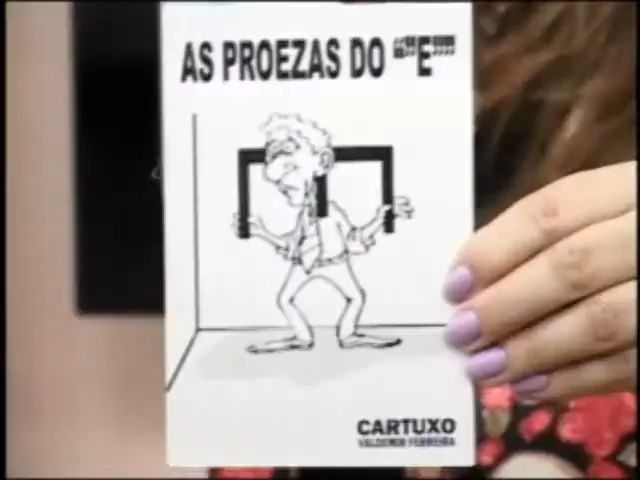 AS PROEZAS DO """E"""
CARTUXO
VALDEMIR FERREIRA